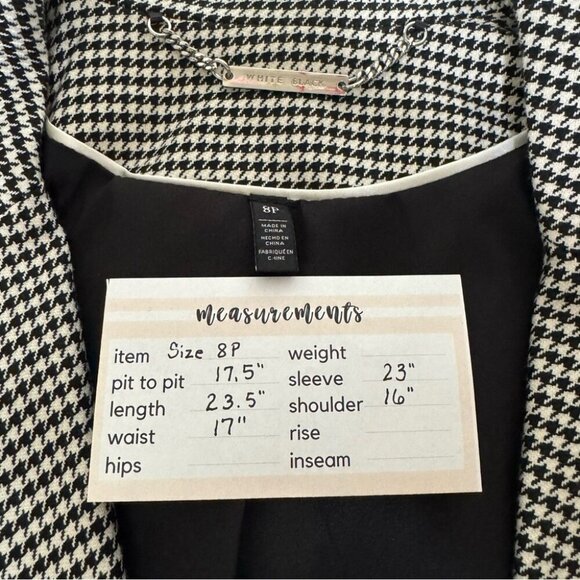 WHITE BLACK
8P
MADE IN
CHINA
HECHO EN
CHINA
FABRIQUÉ EN
CHINE
measurements
item Size 8P weight
pit to pit 17.5" sleeve 23"
length 23.5" shoulder 16"
waist 17" rise
hips inseam